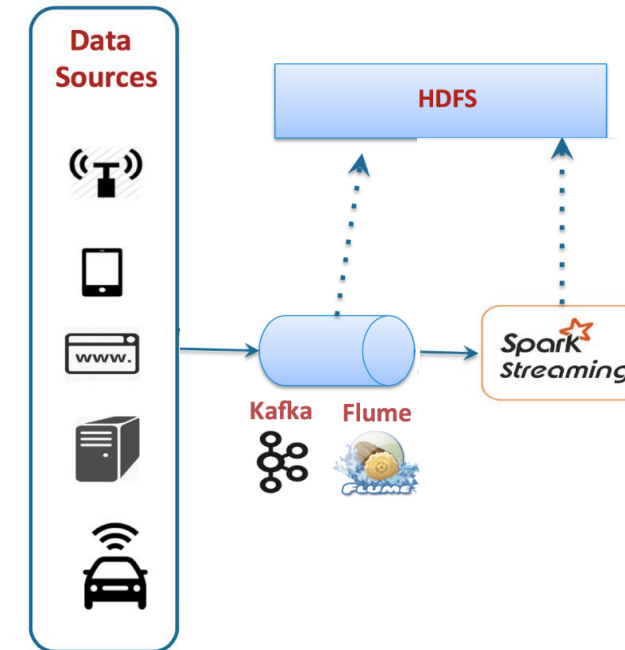 Data
Sources
HDFS
www.
Kafka
Flume
FLUME
Spark
Streaming